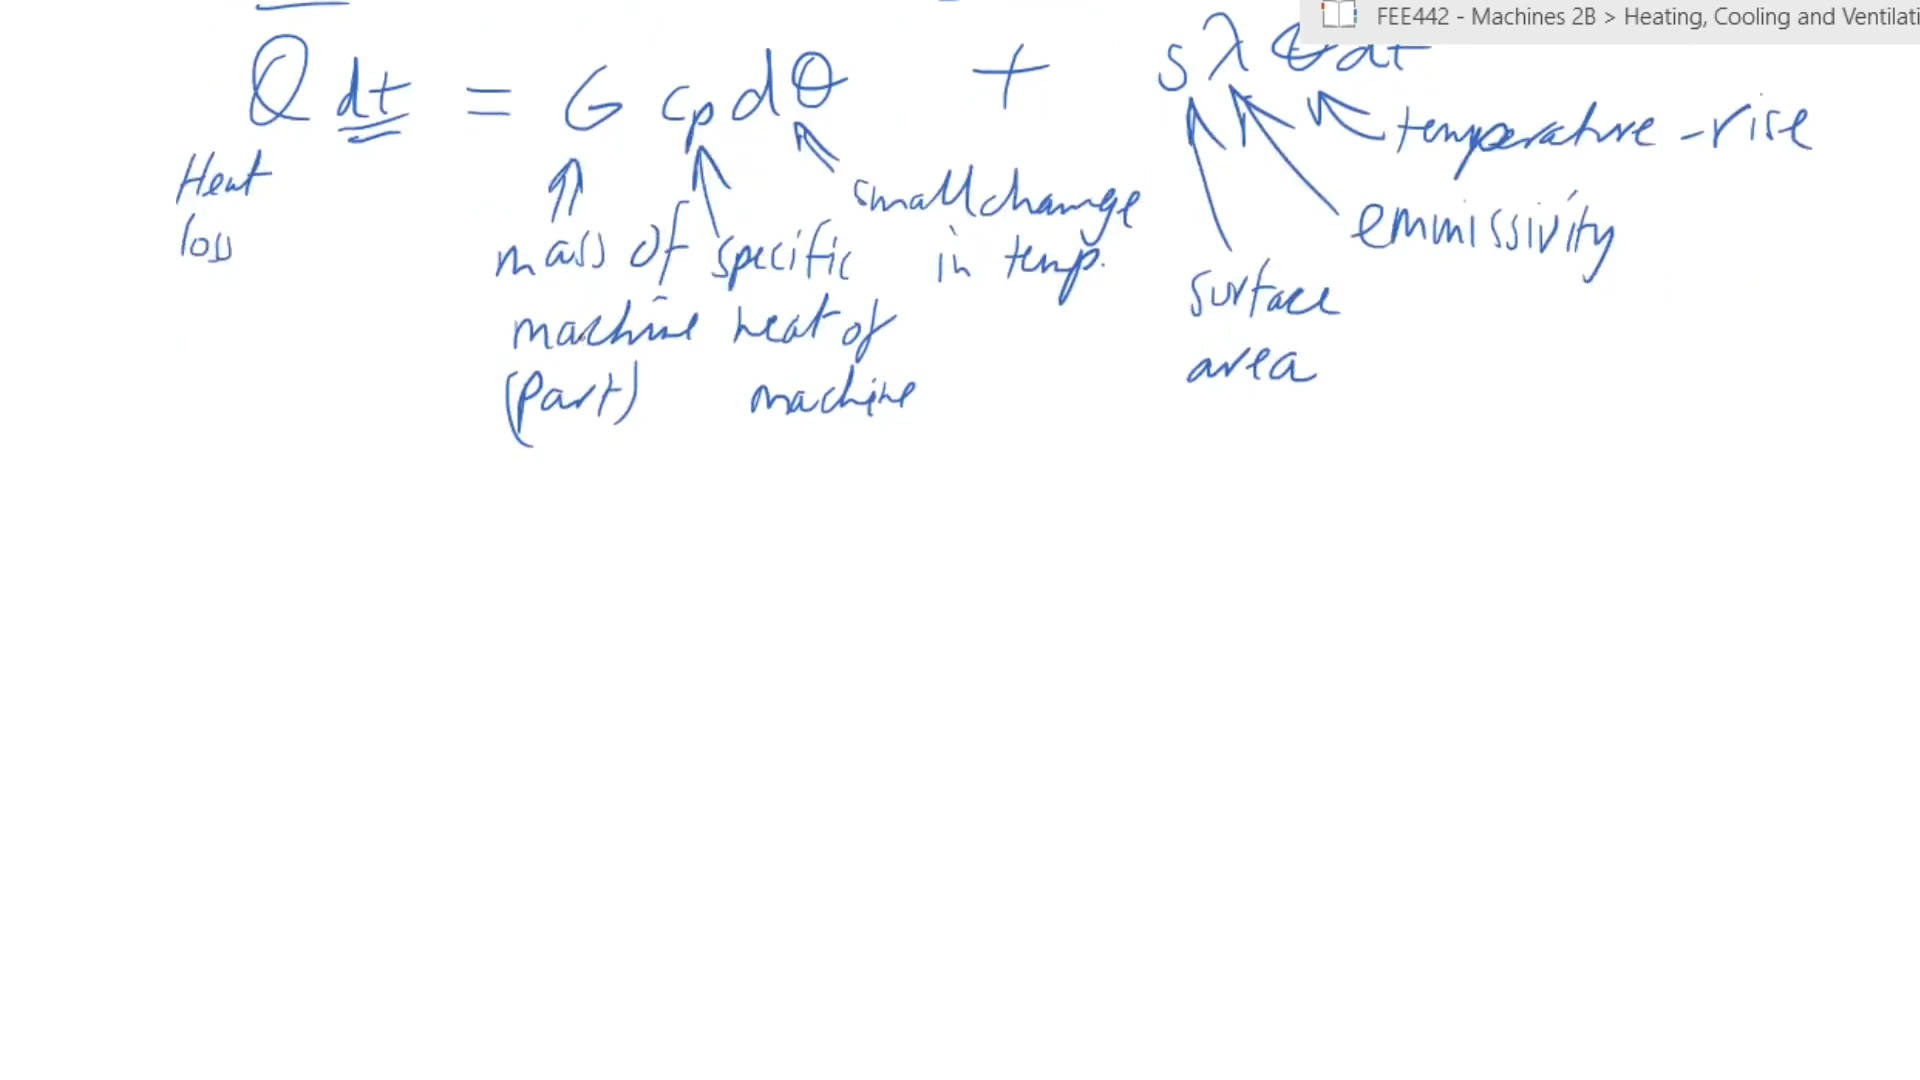 FEE442 - Machines 2B > Heating, Cooling and Ventilati
Q dt = G cp dθ + s λ θ dt
Heat
loss
mass of
machine
(part)
specific
heat of
machine
small change
in temp.
surface
area
emmissivity
temperature - rise